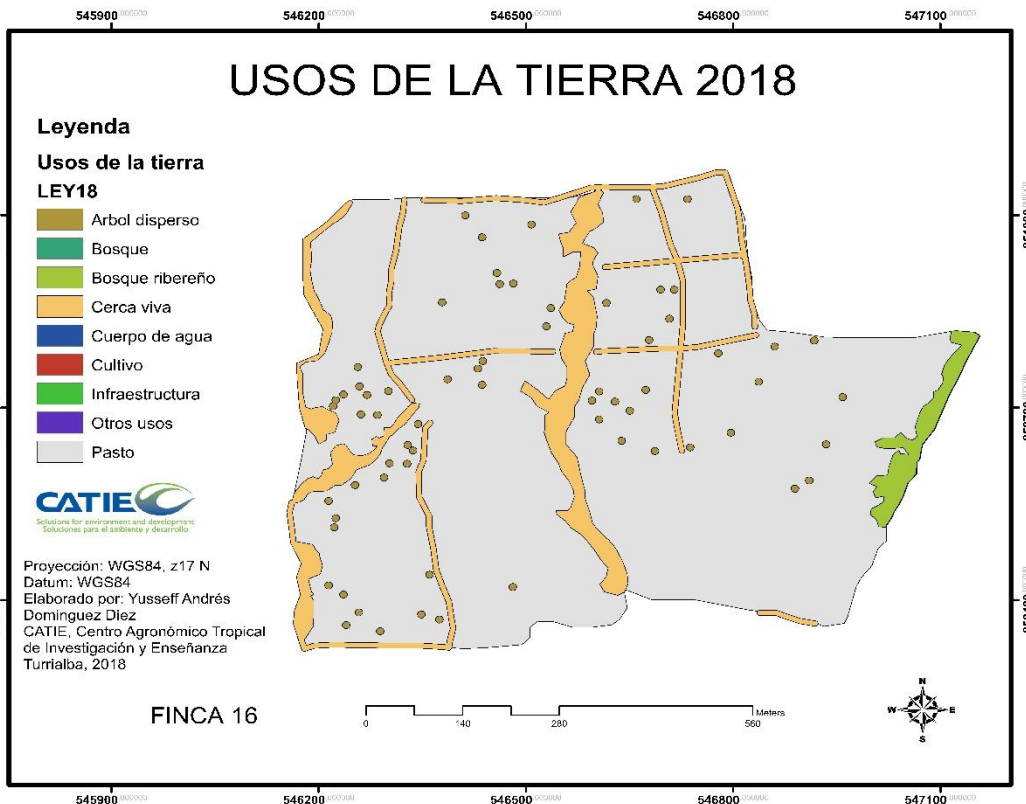 545900 546200 546500 546800 547100
USOS DE LA TIERRA 2018
Leyenda
Usos de la tierra
LEY18
Arbol disperso
Bosque
Bosque ribereño
Cerca viva
Cuerpo de agua
Cultivo
Infraestructura
Otros usos
Pasto
CATIE
Solutions for environment and development
Soluciones para el ambiente y desarrollo
Proyección: WGS84, z17 N
Datum: WGS84
Elaborado por: Yusseff Andrés
Dominguez Diez
CATIE, Centro Agronómico Tropical
de Investigación y Enseñanza
Turrialba, 2018
FINCA 16
Meters
0 140 280 560
N
W E
S
545900 546200 546500 546800 547100